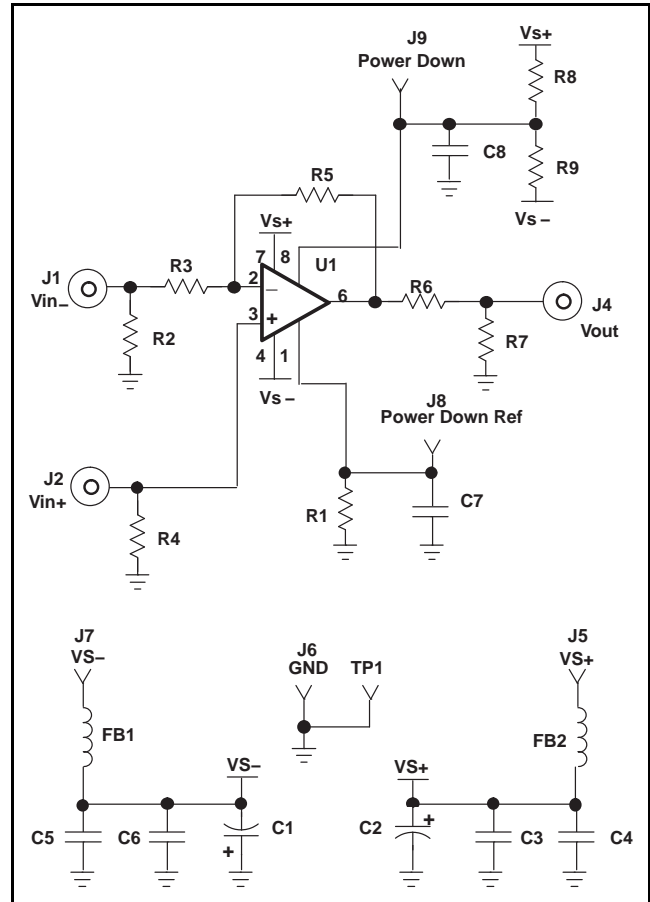 J9
Power Down
Vs+
R8
C8
R9
Vs –
R5
Vs+
7 8
U1
J1
Vin–
R3
2
–
6
R6
J4
Vout
3
+
R2
R7
4 1
Vs –
J8
Power Down Ref
J2
Vin+
R4
R1
C7
J7
VS–
J6
GND
TP1
J5
VS+
FB1
FB2
VS–
VS+
C5
C6
C1
+
C2
+
C3
C4